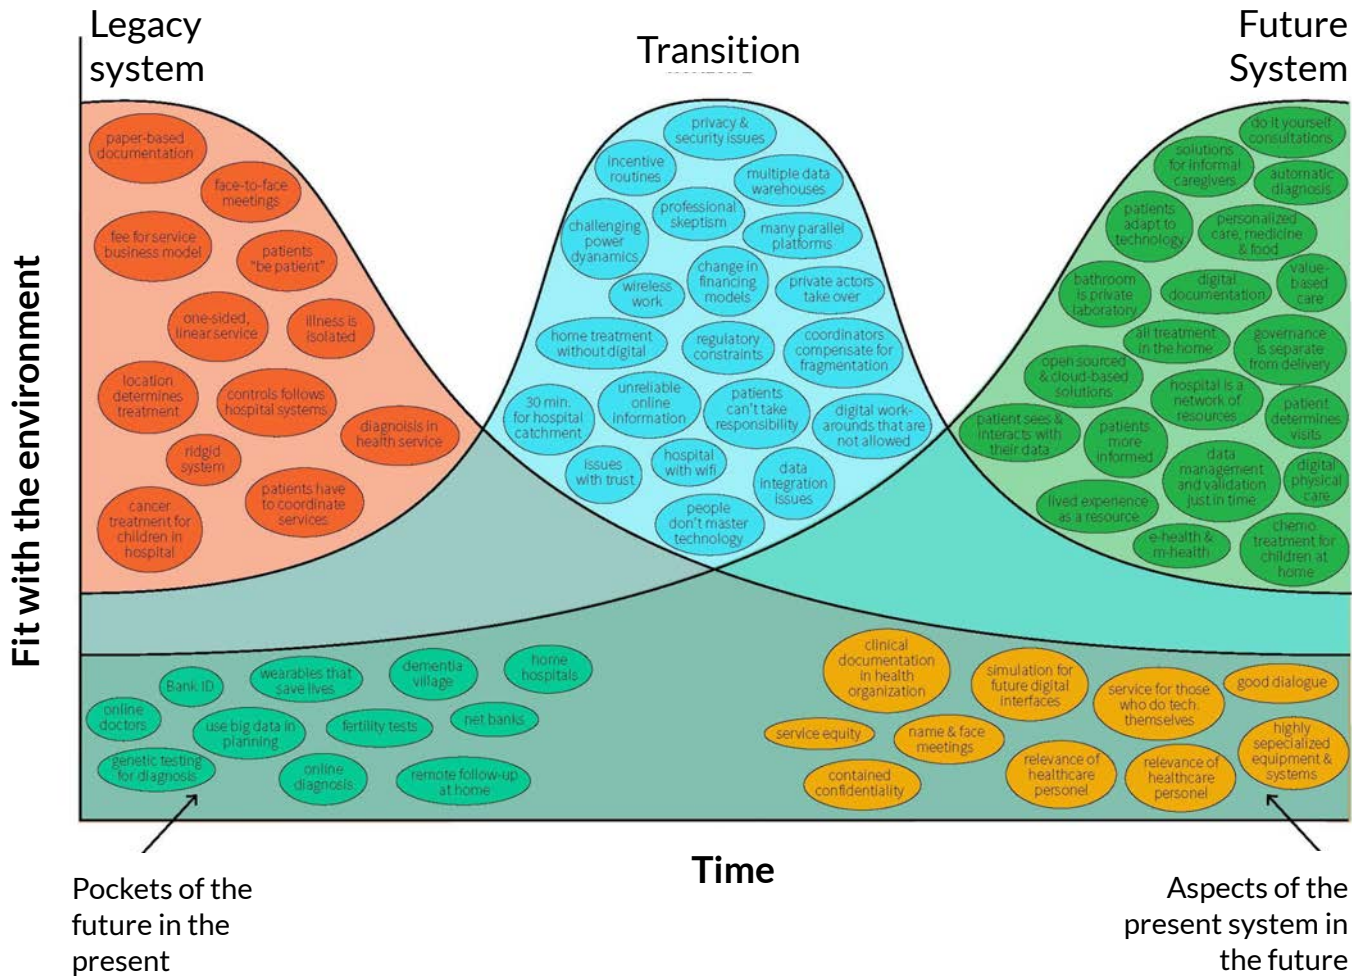 Legacy
system
Transition
Future
System
Fit with the environment
paper-based
documentation
face-to-face
meetings
fee for service
business model
patients
"be patient"
one-sided,
linear service
illness is
isolated
location
determines
treatment
controls follows
hospital systems
diagnoisis in
health service
ridgid
system
patients have
to coordinate
services
cancer
treatment for
children in
hospital
privacy &
security issues
incentive
routines
multiple data
warehouses
professional
skeptism
challenging
power
dyanamics
many parallel
platforms
change in
financing
models
wireless
work
private actors
take over
home treatment
without digital
regulatory
constraints
coordinators
compensate for
fragmentation
30 min.
for hospital
catchment
unreliable
online
information
patients
can't take
responsibility
digital work-
arounds that are
not allowed
issues
with trust
hospital
with wifi
data
integration
issues
people
don't master
technology
do it yourself
consultations
solutions
for informal
caregivers
automatic
diagnosis
patients
adapt to
technology
personalized
care, medicine
& food
bathroom
is private
laboratory
digital
documentation
value-
based
care
all treatment
in the home
governance
is separate
from delivery
open sourced
& cloud-based
solutions
hospital is a
network of
resources
patient
determines
visits
patient sees &
interacts with
their data
patients
more
informed
data
management
and validation
just in time
digital
physical
care
lived experience
as a resource
e-health &
m-health
chemo
treatment for
children at
home
Bank ID
wearables that
save lives
dementia
village
home
hospitals
online
doctors
use big data in
planning
fertility tests
net banks
genetic testing
for diagnosis
online
diagnosis
remote follow-up
at home
clinical
documentation
in health
organization
simulation for
future digital
interfaces
service for those
who do tech.
themselves
good dialogue
service equity
name & face
meetings
highly
sepecialized
equipment &
systems
contained
confidentiality
relevance of
healthcare
personel
relevance of
healthcare
personel
Time
Pockets of the
future in the
present
Aspects of the
present system in
the future